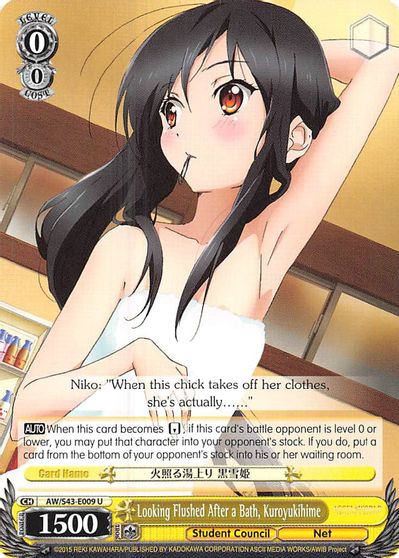 LEVEL
0
0
COST
Niko: "When this chick takes off her clothes,
she's actually……"
AUTO When this card becomes [ ], if this card's battle opponent is level 0 or
lower, you may put that character into your opponent's stock. If you do, put a
card from the bottom of your opponent's stock into his or her waiting room.
Card Name
火照る湯上り 黒雪姫
CH AW/S43-E009 U
Looking Flushed After a Bath, Kuroyukihime
POWER
1500
SOUL
Student Council
Net
©2015 REKI KAWAHARA/PUBLISHED BY KADOKAWA CORPORATION ASCII MEDIA WORKS/AWIB Project